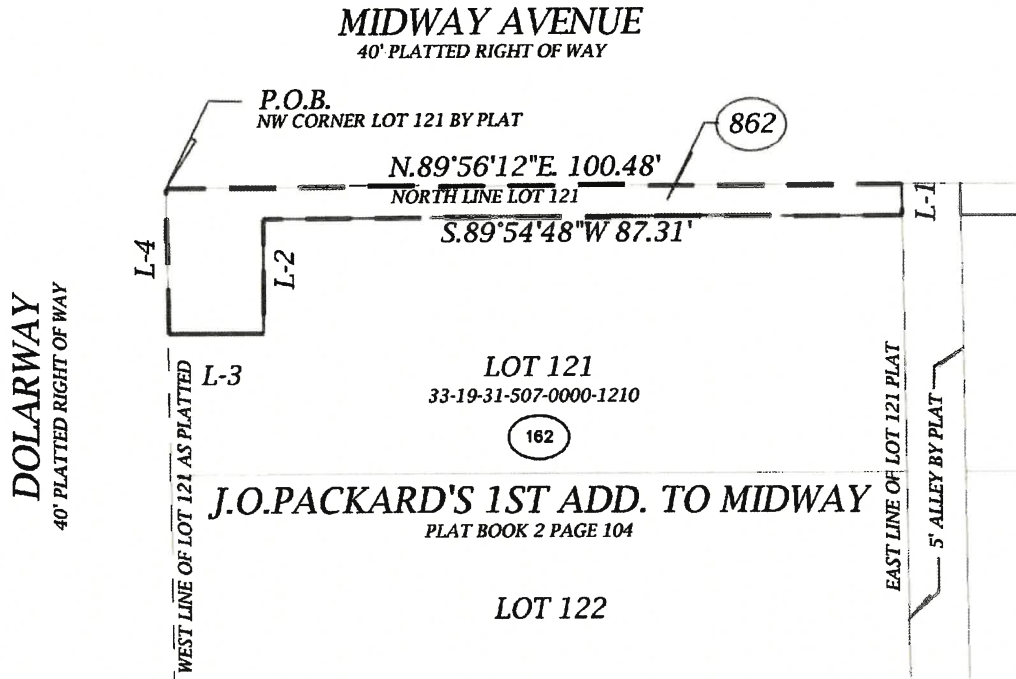 MIDWAY AVENUE
40' PLATTED RIGHT OF WAY
P.O.B.
NW CORNER LOT 121 BY PLAT
862
N.89°56'12"E. 100.48'
NORTH LINE LOT 121
L-1
S.89°54'48"W 87.31'
L-4
L-2
L-3
DOLARWAY
40' PLATTED RIGHT OF WAY
WEST LINE OF LOT 121 AS PLATTED
LOT 121
33-19-31-507-0000-1210
162
EAST LINE OF LOT 121 PLAT
5' ALLEY BY PLAT
J.O.PACKARD'S 1ST ADD. TO MIDWAY
PLAT BOOK 2 PAGE 104
LOT 122